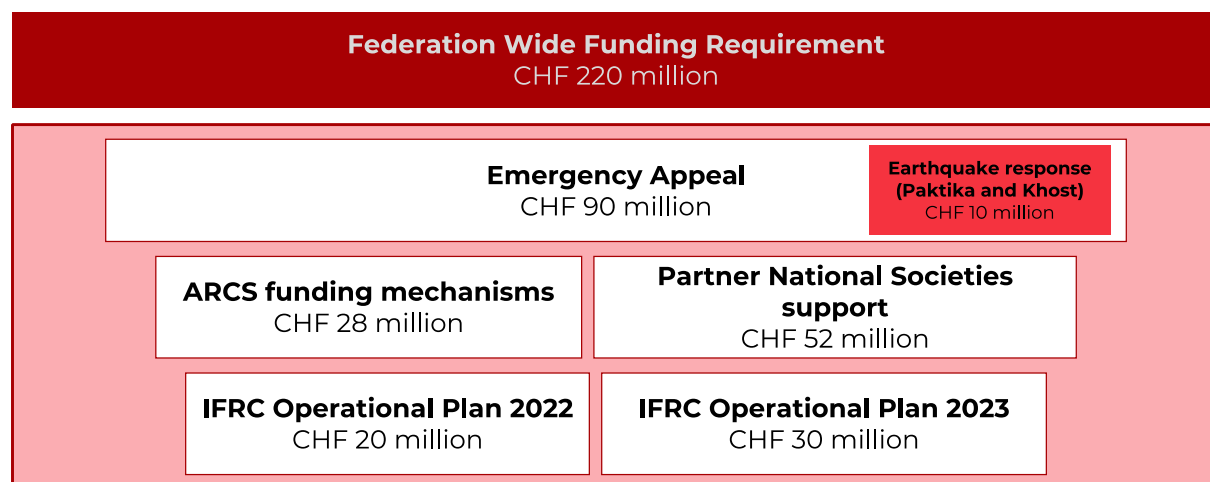 Federation Wide Funding Requirement
CHF 220 million
Emergency Appeal
CHF 90 million
Earthquake response
(Paktika and Khost)
CHF 10 million
ARCS funding mechanisms
CHF 28 million
Partner National Societies
support
CHF 52 million
IFRC Operational Plan 2022
CHF 20 million
IFRC Operational Plan 2023
CHF 30 million